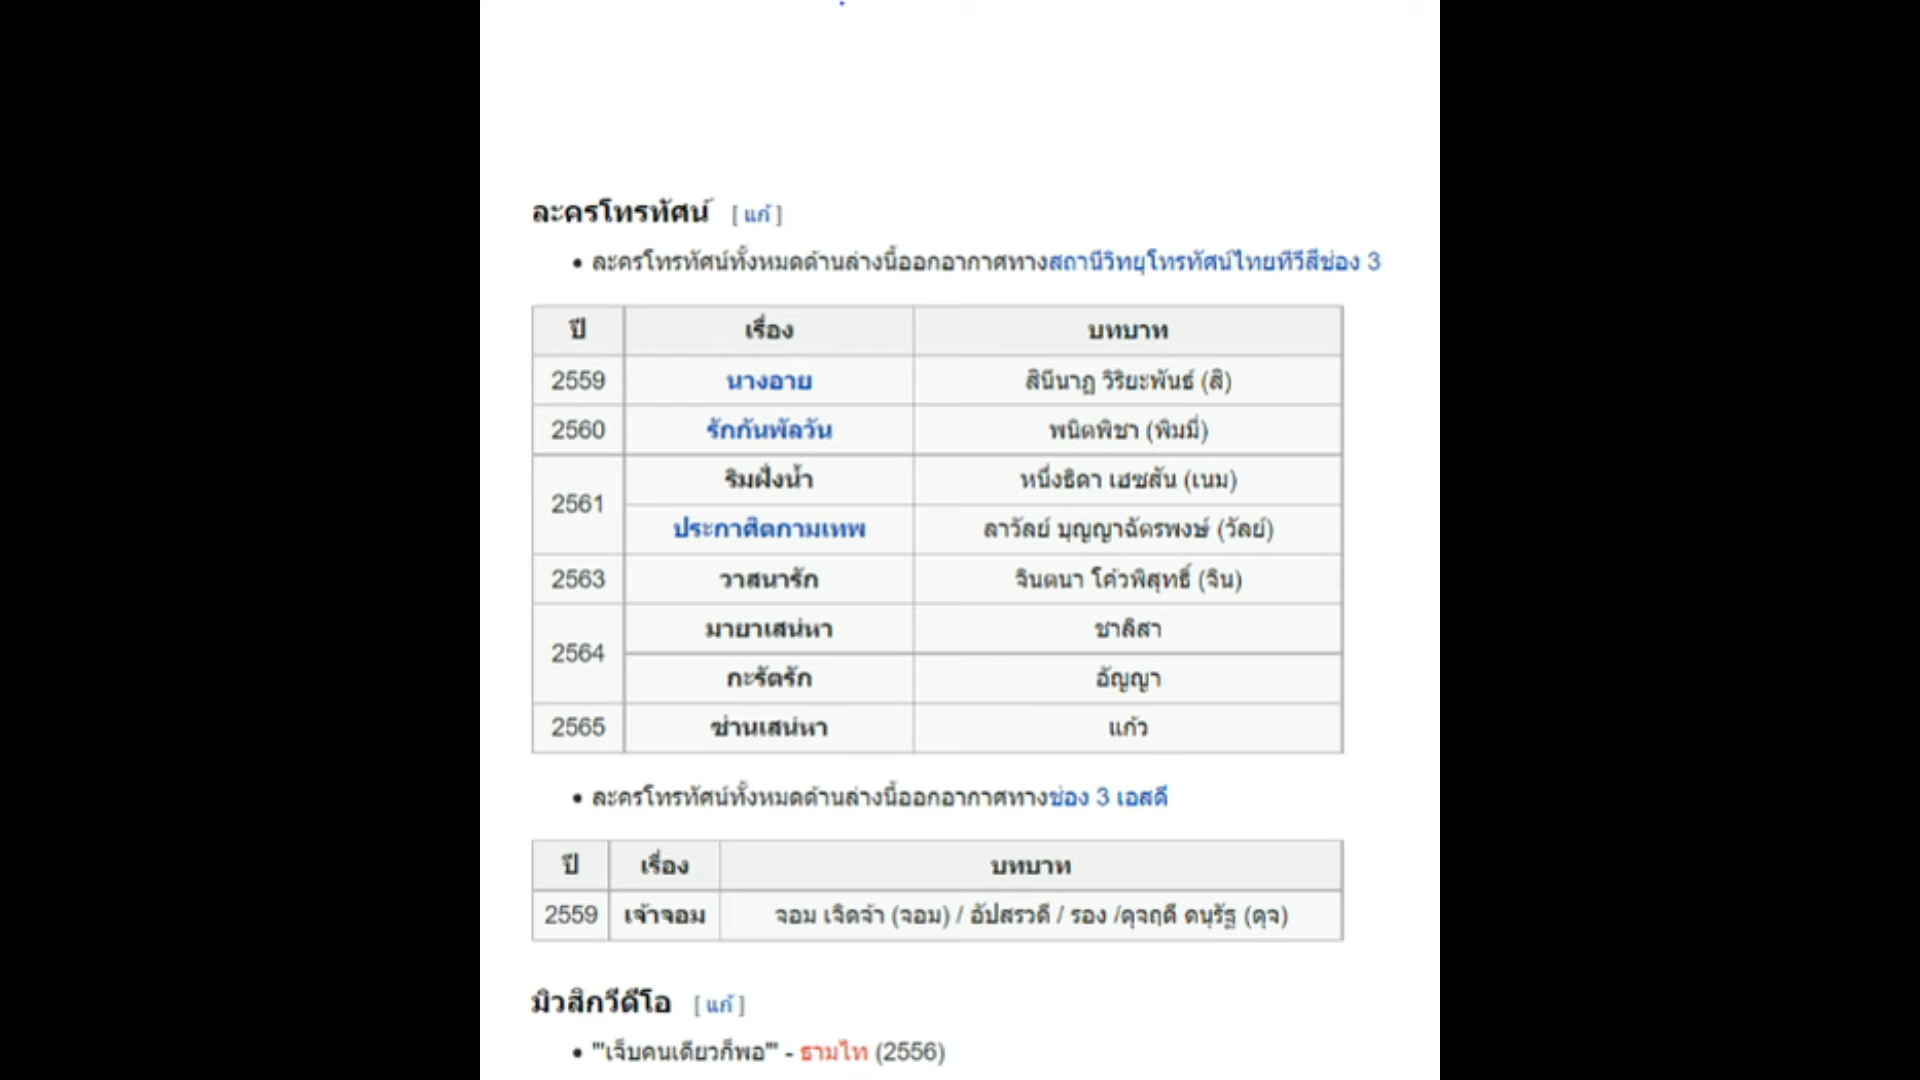 ละครโทรทัศน์ [ แก้ ]
• ละครโทรทัศน์ทั้งหมดด้านล่างนี้ออกอากาศทางสถานีวิทยุโทรทัศน์ไทยทีวีสีช่อง 3
ปี เรื่อง บทบาท
2559 นางอาย สินีนาฏ วิริยะพันธ์ (สิ)
2560 รักกันพัลวัน พนิตพิชา (พิมมี่)
2561 ริมฝั่งน้ำ หนึ่งธิดา เฮชสัน (เนม)
ประกาศิตกามเทพ ลาวัลย์ บุญญาฉัตรพงษ์ (วัลย์)
2563 วาสนารัก จินตนา โค้วพิสุทธิ์ (จิน)
2564 มายาเสน่หา ชาลิสา
กะรัตรัก อัญญา
2565 ซ่านเสน่หา แก้ว
• ละครโทรทัศน์ทั้งหมดด้านล่างนี้ออกอากาศทางช่อง 3 เอสดี
ปี เรื่อง บทบาท
2559 เจ้าจอม จอม เจิดจ้า (จอม) / อัปสรวดี / รอง /ดุจฤดี ดนุรัฐ (ดุจ)
มิวสิกวีดีโอ [ แก้ ]
• '"เจ็บคนเดียวก็พอ"' - ธามไท (2556)